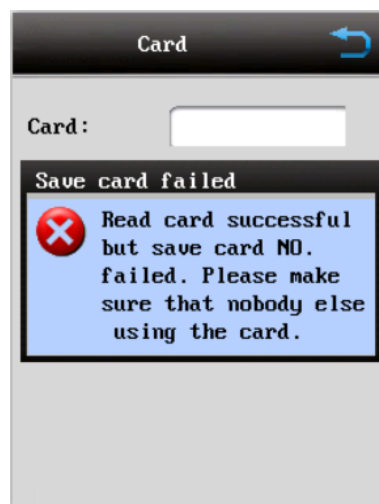 Card
Card:
Save card failed
Read card successful
but save card NO.
failed. Please make
sure that nobody else
using the card.